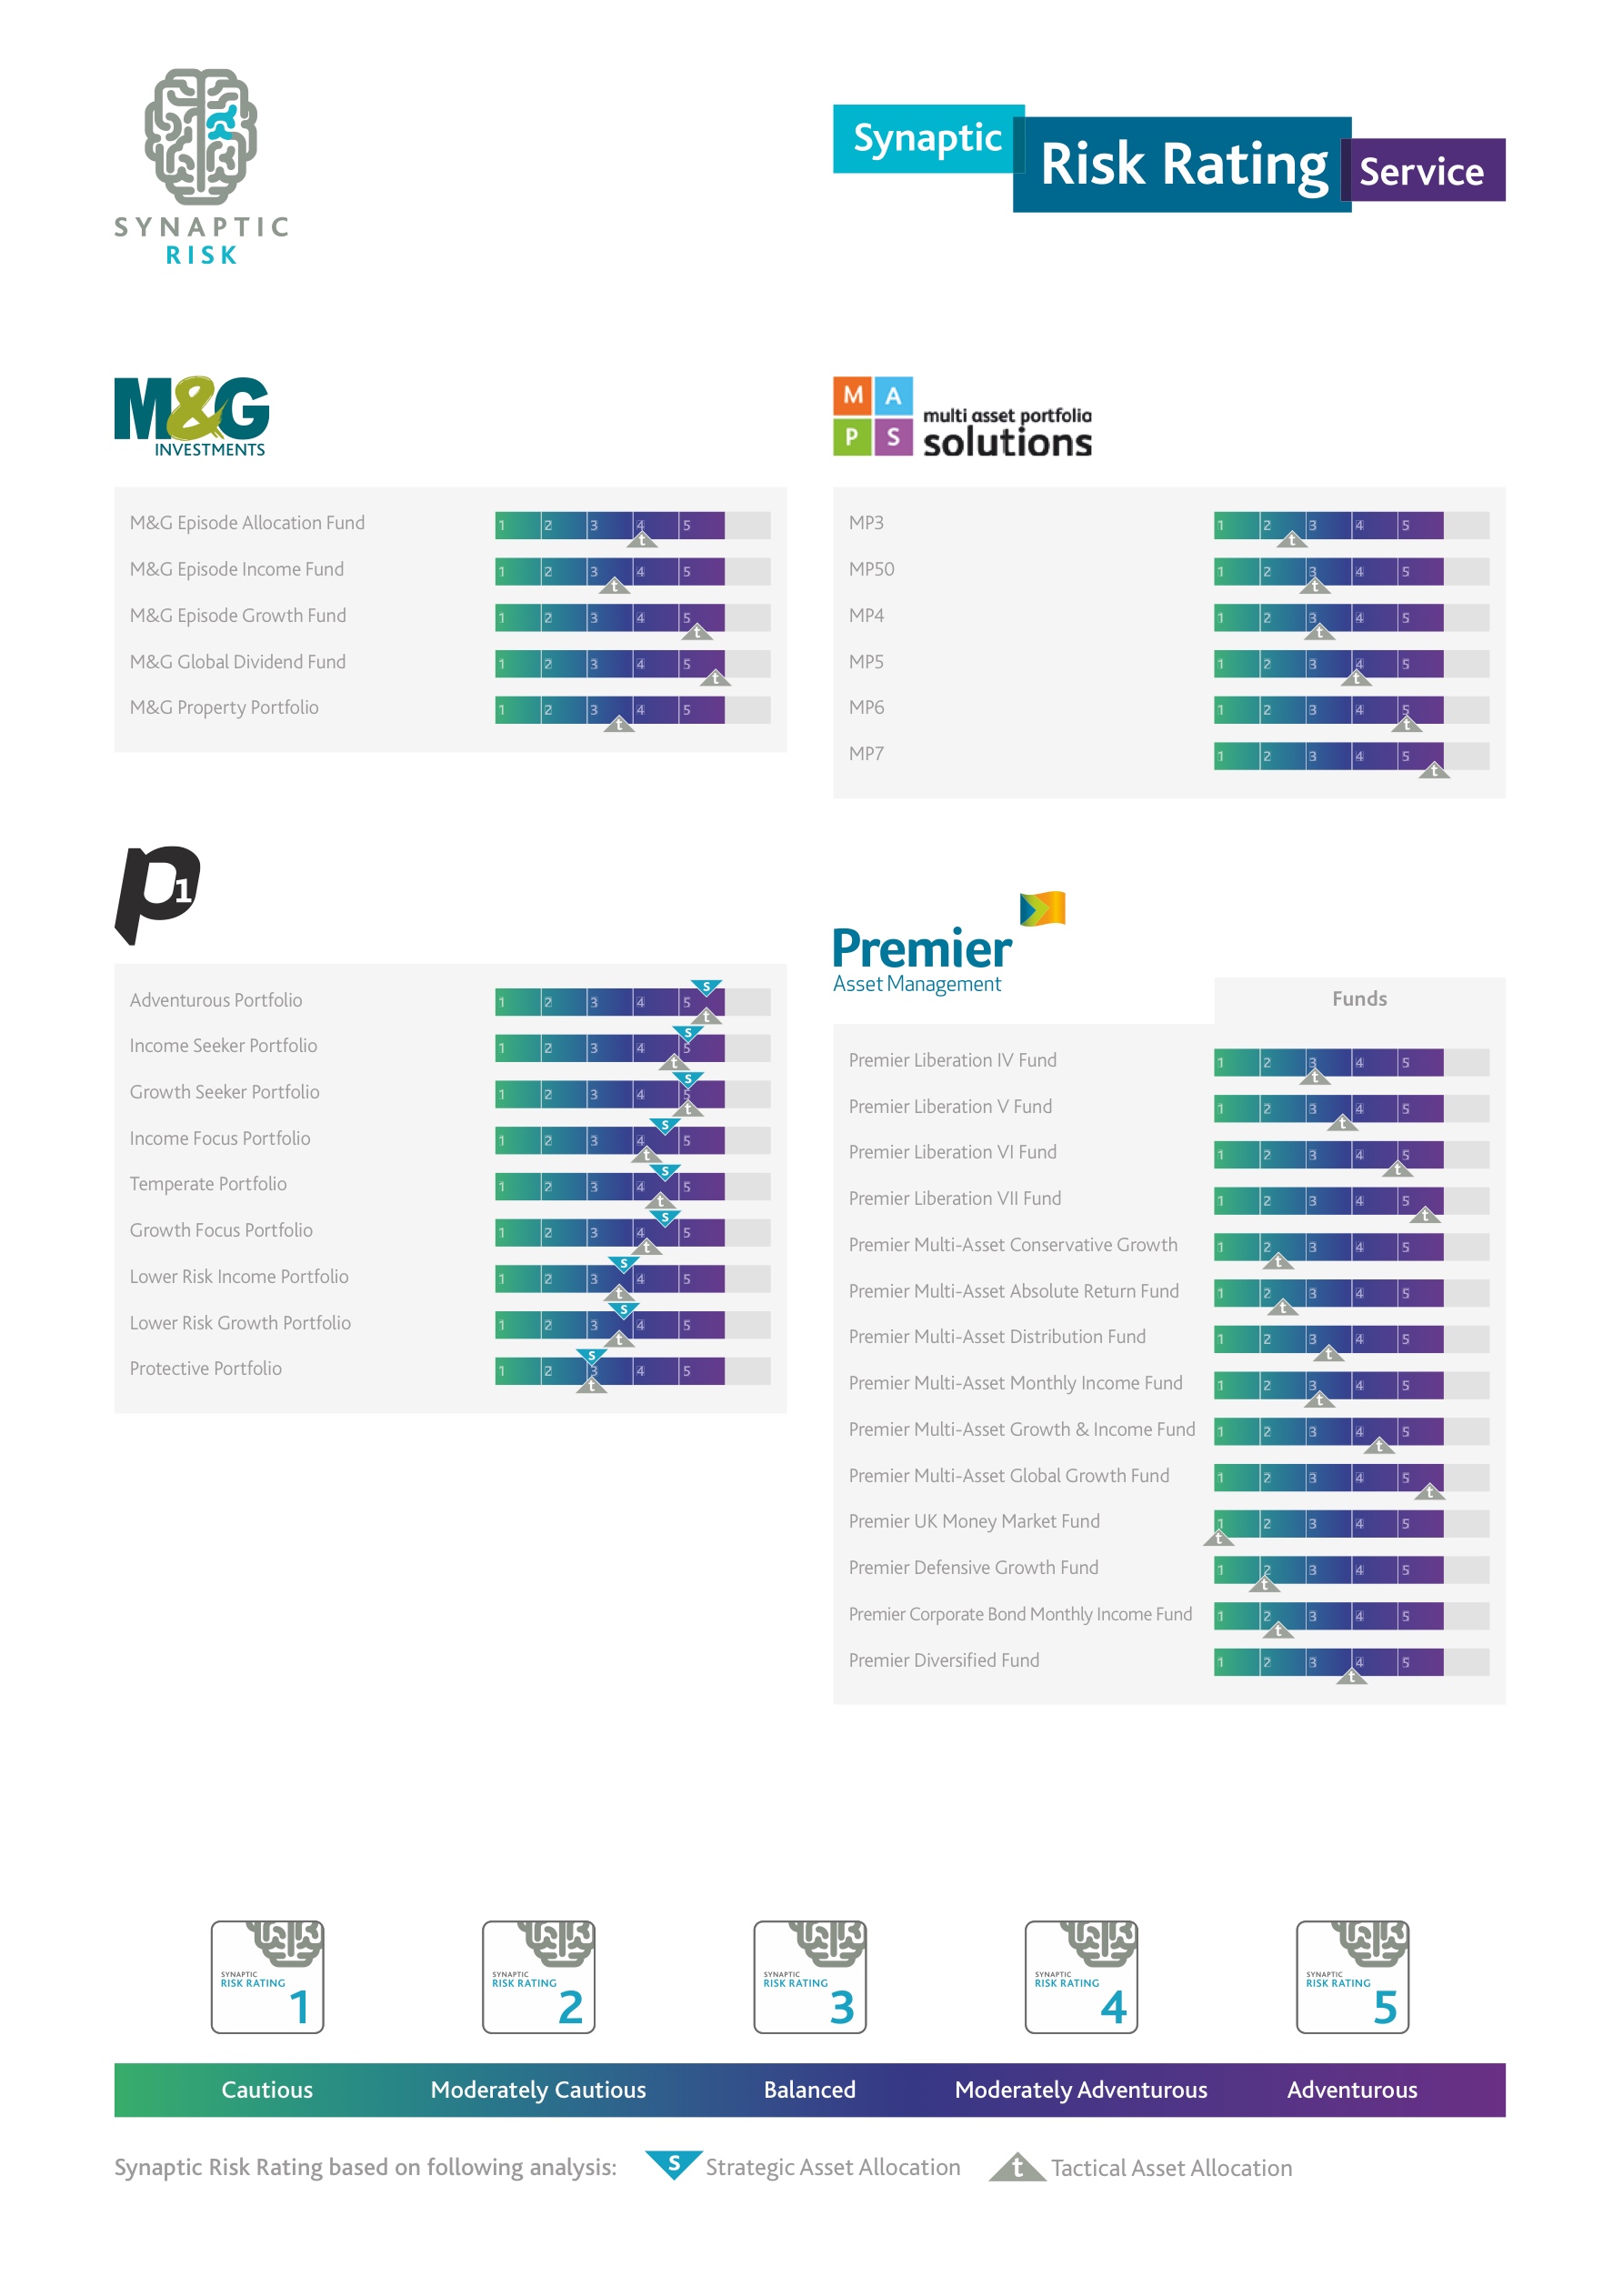 SYNAPTIC
RISK
Synaptic Risk Rating Service
M&G
INVESTMENTS
M&G Episode Allocation Fund 1 2 3 4 5 t
M&G Episode Income Fund 1 2 3 4 5 t
M&G Episode Growth Fund 1 2 3 4 5 t
M&G Global Dividend Fund 1 2 3 4 5 t
M&G Property Portfolio 1 2 3 4 5 t
M A
P S
multi asset portfolio
solutions
MP3 1 2 3 4 5 t
MP50 1 2 3 4 5 t
MP4 1 2 3 4 5 t
MP5 1 2 3 4 5 t
MP6 1 2 3 4 5 t
MP7 1 2 3 4 5 t
p1
Adventurous Portfolio 1 2 3 4 5 s t
Income Seeker Portfolio 1 2 3 4 5 s t
Growth Seeker Portfolio 1 2 3 4 5 s t
Income Focus Portfolio 1 2 3 4 5 s t
Temperate Portfolio 1 2 3 4 5 s t
Growth Focus Portfolio 1 2 3 4 5 s t
Lower Risk Income Portfolio 1 2 3 4 5 s t
Lower Risk Growth Portfolio 1 2 3 4 5 s t
Protective Portfolio 1 2 3 4 5 s t
Premier
Asset Management
Funds
Premier Liberation IV Fund 1 2 3 4 5 t
Premier Liberation V Fund 1 2 3 4 5 t
Premier Liberation VI Fund 1 2 3 4 5 t
Premier Liberation VII Fund 1 2 3 4 5 t
Premier Multi-Asset Conservative Growth 1 2 3 4 5 t
Premier Multi-Asset Absolute Return Fund 1 2 3 4 5 t
Premier Multi-Asset Distribution Fund 1 2 3 4 5 t
Premier Multi-Asset Monthly Income Fund 1 2 3 4 5 t
Premier Multi-Asset Growth & Income Fund 1 2 3 4 5 t
Premier Multi-Asset Global Growth Fund 1 2 3 4 5 t
Premier UK Money Market Fund 1 2 3 4 5 t
Premier Defensive Growth Fund 1 2 3 4 5 t
Premier Corporate Bond Monthly Income Fund 1 2 3 4 5 t
Premier Diversified Fund 1 2 3 4 5 t
SYNAPTIC
RISK RATING
1
SYNAPTIC
RISK RATING
2
SYNAPTIC
RISK RATING
3
SYNAPTIC
RISK RATING
4
SYNAPTIC
RISK RATING
5
Cautious Moderately Cautious Balanced Moderately Adventurous Adventurous
Synaptic Risk Rating based on following analysis: s Strategic Asset Allocation t Tactical Asset Allocation